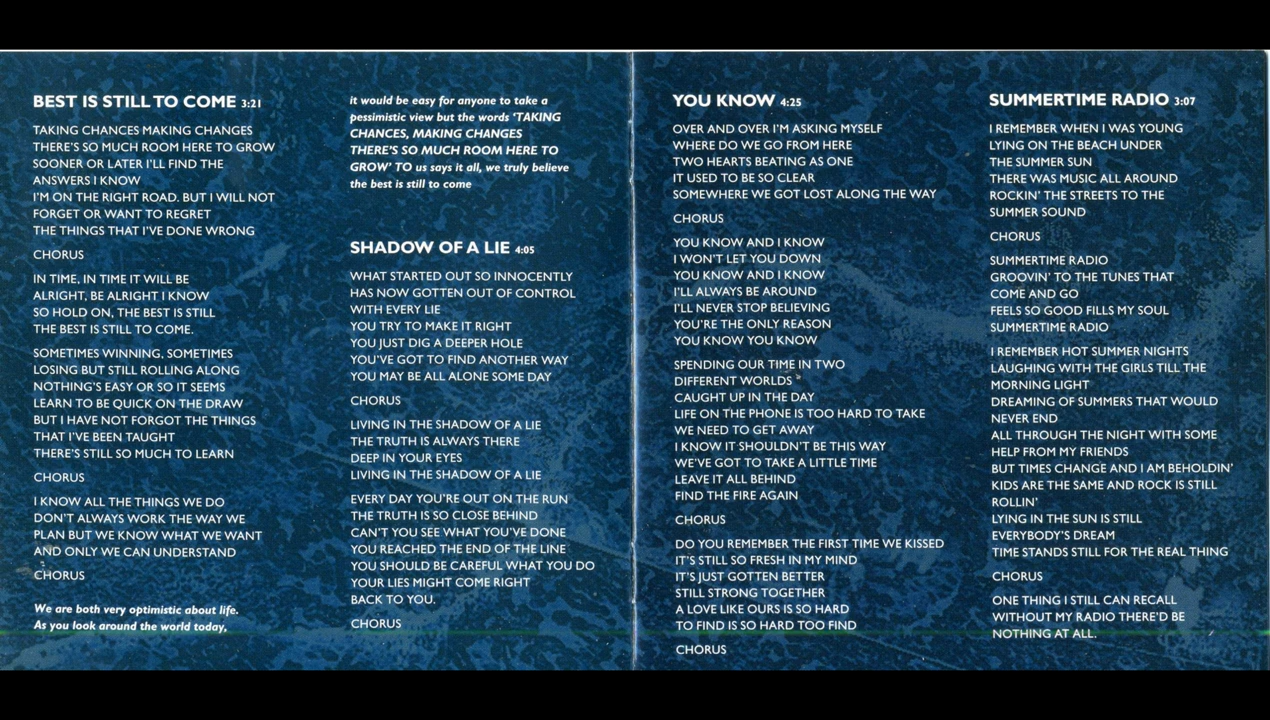 BEST IS STILL TO COME 3:21
TAKING CHANCES MAKING CHANGES
THERE'S SO MUCH ROOM HERE TO GROW
SOONER OR LATER I'LL FIND THE
ANSWERS I KNOW
I'M ON THE RIGHT ROAD. BUT I WILL NOT
FORGET OR WANT TO REGRET
THE THINGS THAT I'VE DONE WRONG
CHORUS
IN TIME, IN TIME IT WILL BE
ALRIGHT, BE ALRIGHT I KNOW
SO HOLD ON, THE BEST IS STILL
THE BEST IS STILL TO COME.
SOMETIMES WINNING, SOMETIMES
LOSING BUT STILL ROLLING ALONG
NOTHING'S EASY OR SO IT SEEMS
LEARN TO BE QUICK ON THE DRAW
BUT I HAVE NOT FORGOT THE THINGS
THAT I'VE BEEN TAUGHT
THERE'S STILL SO MUCH TO LEARN
CHORUS
I KNOW ALL THE THINGS WE DO
DON'T ALWAYS WORK THE WAY WE
PLAN BUT WE KNOW WHAT WE WANT
AND ONLY WE CAN UNDERSTAND
CHORUS
We are both very optimistic about life.
As you look around the world today,
it would be easy for anyone to take a
pessimistic view but the words 'TAKING
CHANCES, MAKING CHANGES
THERE'S SO MUCH ROOM HERE TO
GROW' TO us says it all, we truly believe
the best is still to come
SHADOW OF A LIE 4:05
WHAT STARTED OUT SO INNOCENTLY
HAS NOW GOTTEN OUT OF CONTROL
WITH EVERY LIE
YOU TRY TO MAKE IT RIGHT
YOU JUST DIG A DEEPER HOLE
YOU'VE GOT TO FIND ANOTHER WAY
YOU MAY BE ALL ALONE SOME DAY
CHORUS
LIVING IN THE SHADOW OF A LIE
THE TRUTH IS ALWAYS THERE
DEEP IN YOUR EYES
LIVING IN THE SHADOW OF A LIE
EVERY DAY YOU'RE OUT ON THE RUN
THE TRUTH IS SO CLOSE BEHIND
CAN'T YOU SEE WHAT YOU'VE DONE
YOU REACHED THE END OF THE LINE
YOU SHOULD BE CAREFUL WHAT YOU DO
YOUR LIES MIGHT COME RIGHT
BACK TO YOU.
CHORUS
YOU KNOW 4:25
OVER AND OVER I'M ASKING MYSELF
WHERE DO WE GO FROM HERE
TWO HEARTS BEATING AS ONE
IT USED TO BE SO CLEAR
SOMEWHERE WE GOT LOST ALONG THE WAY
CHORUS
YOU KNOW AND I KNOW
I WON'T LET YOU DOWN
YOU KNOW AND I KNOW
I'LL ALWAYS BE AROUND
I'LL NEVER STOP BELIEVING
YOU'RE THE ONLY REASON
YOU KNOW YOU KNOW
SPENDING OUR TIME IN TWO
DIFFERENT WORLDS
CAUGHT UP IN THE DAY
LIFE ON THE PHONE IS TOO HARD TO TAKE
WE NEED TO GET AWAY
I KNOW IT SHOULDN'T BE THIS WAY
WE'VE GOT TO TAKE A LITTLE TIME
LEAVE IT ALL BEHIND
FIND THE FIRE AGAIN
CHORUS
DO YOU REMEMBER THE FIRST TIME WE KISSED
IT'S STILL SO FRESH IN MY MIND
IT'S JUST GOTTEN BETTER
STILL STRONG TOGETHER
A LOVE LIKE OURS IS SO HARD
TO FIND IS SO HARD TOO FIND
CHORUS
SUMMERTIME RADIO 3:07
I REMEMBER WHEN I WAS YOUNG
LYING ON THE BEACH UNDER
THE SUMMER SUN
THERE WAS MUSIC ALL AROUND
ROCKIN' THE STREETS TO THE
SUMMER SOUND
CHORUS
SUMMERTIME RADIO
GROOVIN' TO THE TUNES THAT
COME AND GO
FEELS SO GOOD FILLS MY SOUL
SUMMERTIME RADIO
I REMEMBER HOT SUMMER NIGHTS
LAUGHING WITH THE GIRLS TILL THE
MORNING LIGHT
DREAMING OF SUMMERS THAT WOULD
NEVER END
ALL THROUGH THE NIGHT WITH SOME
HELP FROM MY FRIENDS
BUT TIMES CHANGE AND I AM BEHOLDIN'
KIDS ARE THE SAME AND ROCK IS STILL
ROLLIN'
LYING IN THE SUN IS STILL
EVERYBODY'S DREAM
TIME STANDS STILL FOR THE REAL THING
CHORUS
ONE THING I STILL CAN RECALL
WITHOUT MY RADIO THERE'D BE
NOTHING AT ALL.